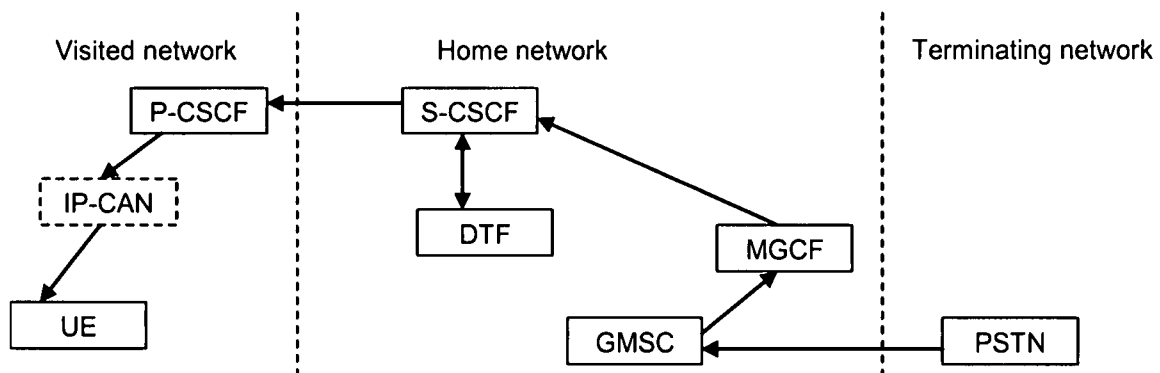 Visited network
Home network
Terminating network
P-CSCF
S-CSCF
IP-CAN
DTF
MGCF
UE
GMSC
PSTN